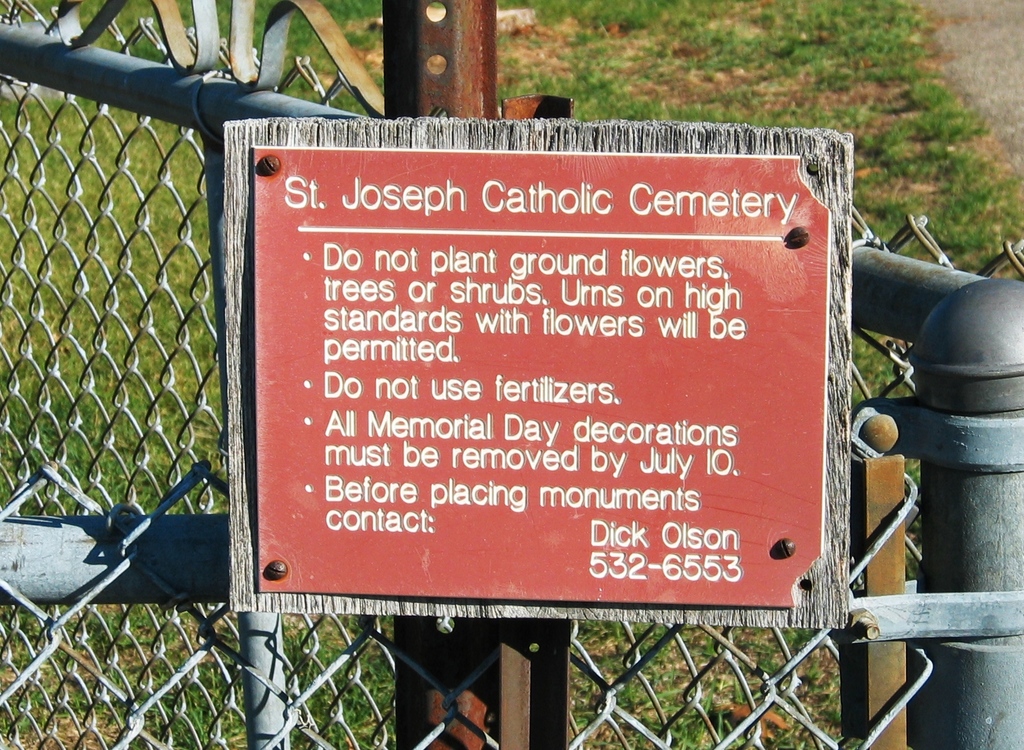 St. Joseph Catholic Cemetery
• Do not plant ground flowers,
trees or shrubs. Urns on high
standards with flowers will be
permitted.
• Do not use fertilizers.
• All Memorial Day decorations
must be removed by July 10.
• Before placing monuments
contact:
Dick Olson
532-6553